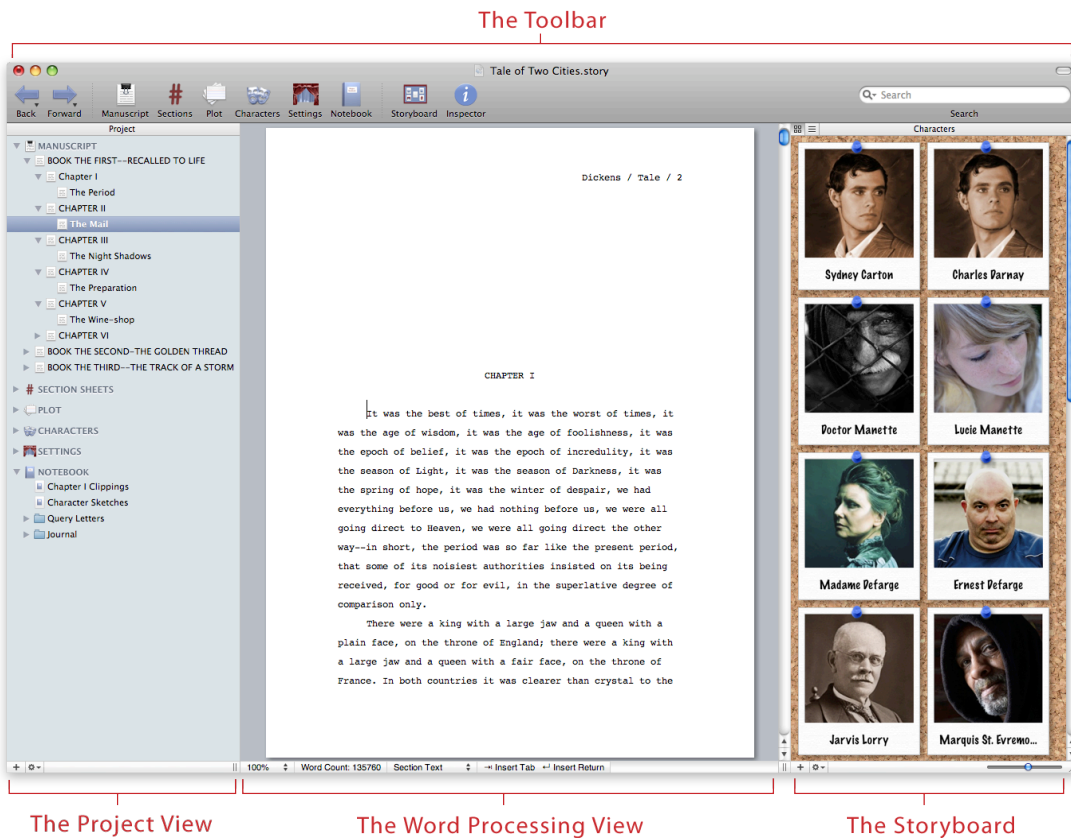 The Toolbar
Tale of Two Cities.story
Back Forward Manuscript Sections Plot Characters Settings Notebook Storyboard Inspector
Search
Search
Project
MANUSCRIPT
BOOK THE FIRST--RECALLED TO LIFE
Chapter I
The Period
CHAPTER II
The Mail
CHAPTER III
The Night Shadows
CHAPTER IV
The Preparation
CHAPTER V
The Wine-shop
CHAPTER VI
BOOK THE SECOND-THE GOLDEN THREAD
BOOK THE THIRD--THE TRACK OF A STORM
# SECTION SHEETS
PLOT
CHARACTERS
SETTINGS
NOTEBOOK
Chapter I Clippings
Character Sketches
Query Letters
Journal
Dickens / Tale / 2
CHAPTER I
It was the best of times, it was the worst of times, it
was the age of wisdom, it was the age of foolishness, it was
the epoch of belief, it was the epoch of incredulity, it was
the season of Light, it was the season of Darkness, it was
the spring of hope, it was the winter of despair, we had
everything before us, we had nothing before us, we were all
going direct to Heaven, we were all going direct the other
way--in short, the period was so far like the present period,
that some of its noisiest authorities insisted on its being
received, for good or for evil, in the superlative degree of
comparison only.
There were a king with a large jaw and a queen with a
plain face, on the throne of England; there were a king with
a large jaw and a queen with a fair face, on the throne of
France. In both countries it was clearer than crystal to the
Characters
Sydney Carton Charles Darnay
Doctor Manette Lucie Manette
Madame Defarge Ernest Defarge
Jarvis Lorry Marquis St. Evremo...
100% Word Count: 135760 Section Text Insert Tab Insert Return
The Project View
The Word Processing View
The Storyboard